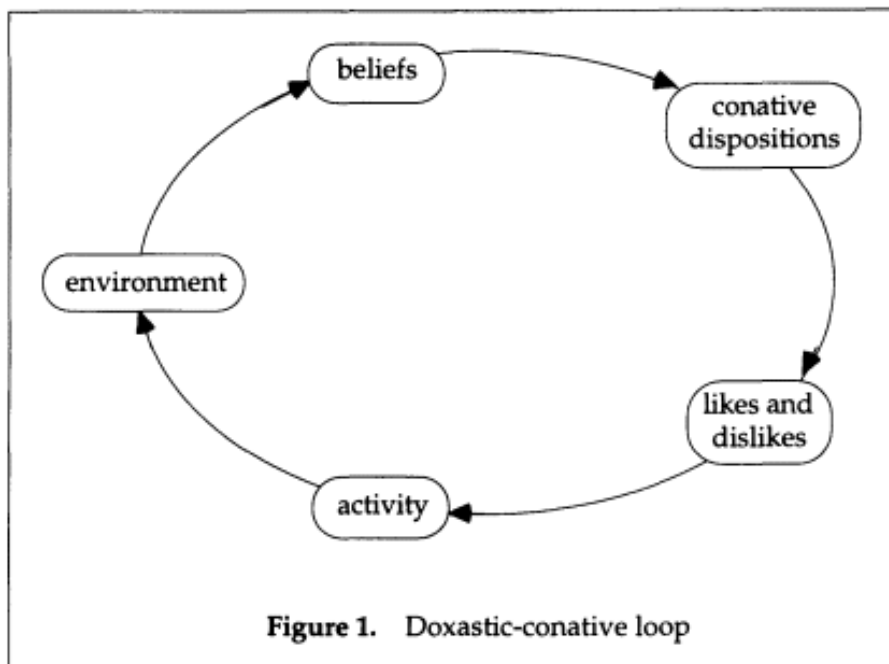 beliefs
conative
dispositions
environment
likes and
dislikes
activity
Figure 1. Doxastic-conative loop